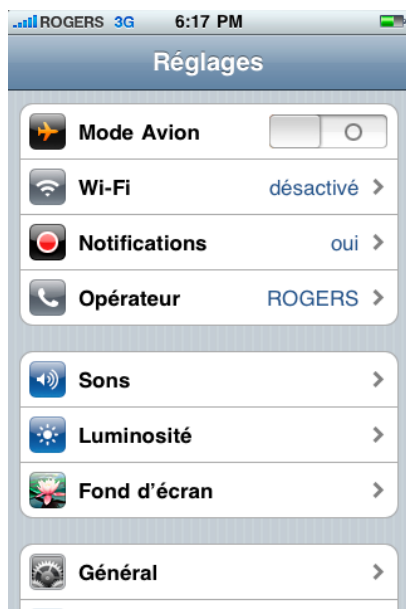 ROGERS 3G 6:17 PM
Réglages
Mode Avion
Wi-Fi désactivé
Notifications oui
Opérateur ROGERS
Sons
Luminosité
Fond d'écran
Général